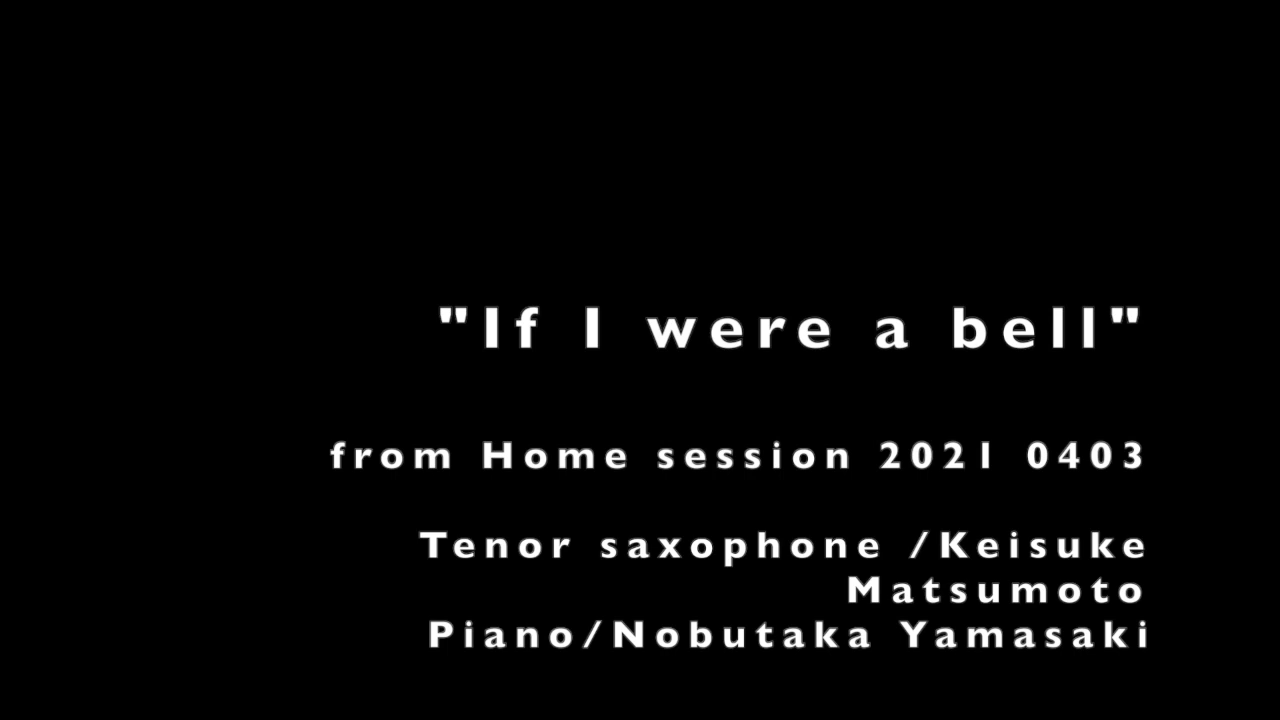 "If I were a bell"
from Home session 2021 0403
Tenor saxophone /Keisuke
Matsumoto
Piano/Nobutaka Yamasaki